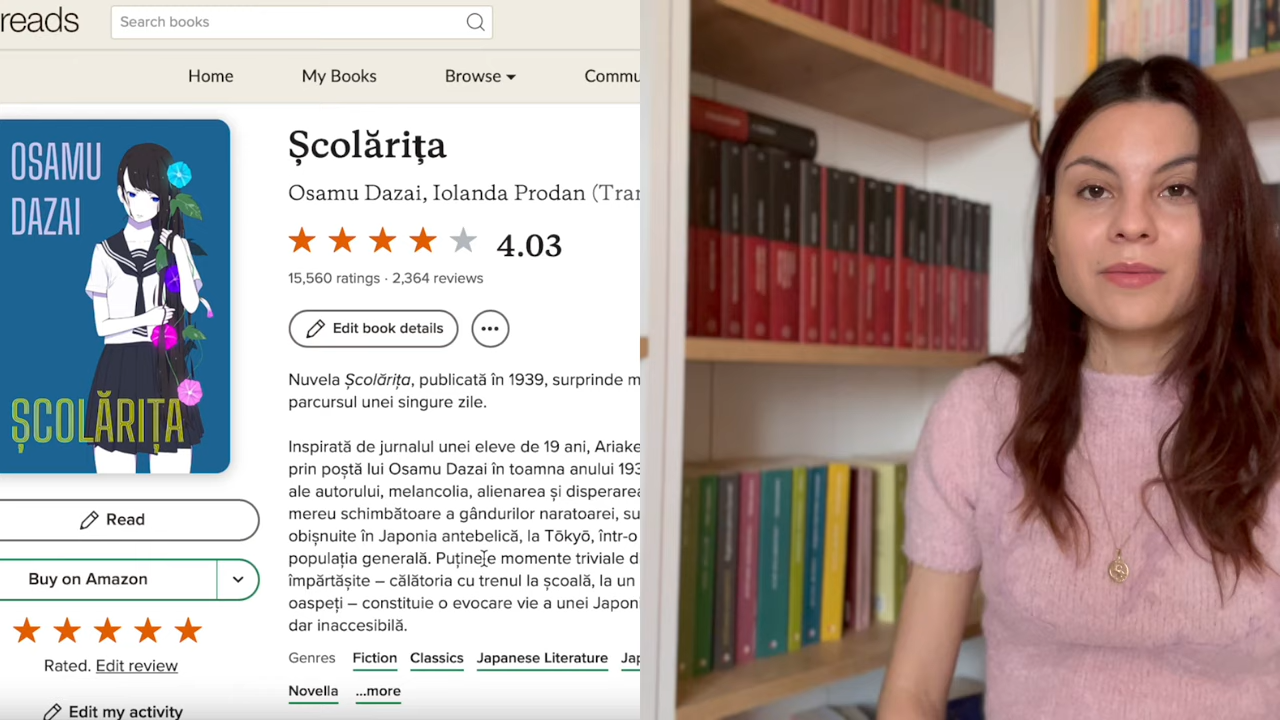 reads
Search books
Home
My Books
Browse
Commu
OSAMU
DAZAI
ȘCOLĂRIȚA
Școlărița
Osamu Dazai, Iolanda Prodan (Tran
4.03
15,560 ratings · 2,364 reviews
Edit book details
Nuvela Școlărița, publicată în 1939, surprinde m
parcursul unei singure zile.
Inspirată de jurnalul unei eleve de 19 ani, Ariake
prin poștă lui Osamu Dazai în toamna anului 193
ale autorului, melancolia, alienarea și disperarea
mereu schimbătoare a gândurilor naratoarei, su
obișnuite în Japonia antebelică, la Tōkyō, într-o
populația generală. Puținele momente triviale d
împărtășite – călătoria cu trenul la școală, la un
oaspeți – constituie o evocare vie a unei Japon
dar inaccesibilă.
Genres
Fiction
Classics
Japanese Literature
Jap
Novella
...more
Read
Buy on Amazon
Rated. Edit review
Edit my activity